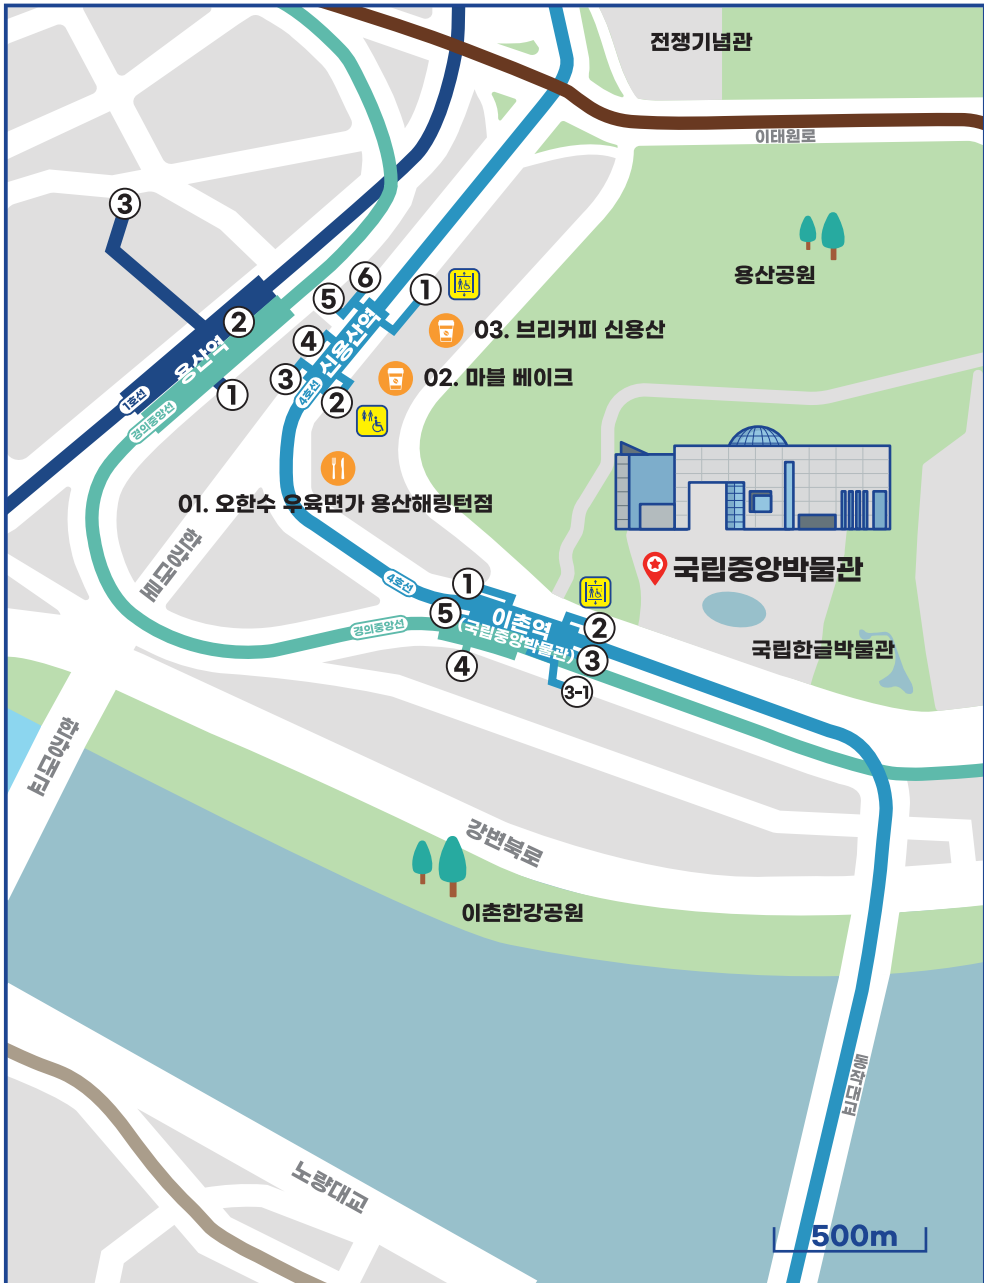 전쟁기념관
이태원로
용산공원
3
6
5
1
2
4
용산역
신용산역
03. 브리커피 신용산
3
1
02. 마블 베이크
2
1호선
4호선
경의중앙선
01. 오한수 우육면가 용산해링턴점
한강대로
국립중앙박물관
4호선
1
5
이촌역
(국립중앙박물관)
2
경의중앙선
3
4
3-1
국립한글박물관
한강대교
강변북로
이촌한강공원
동작대교
노량대교
500m